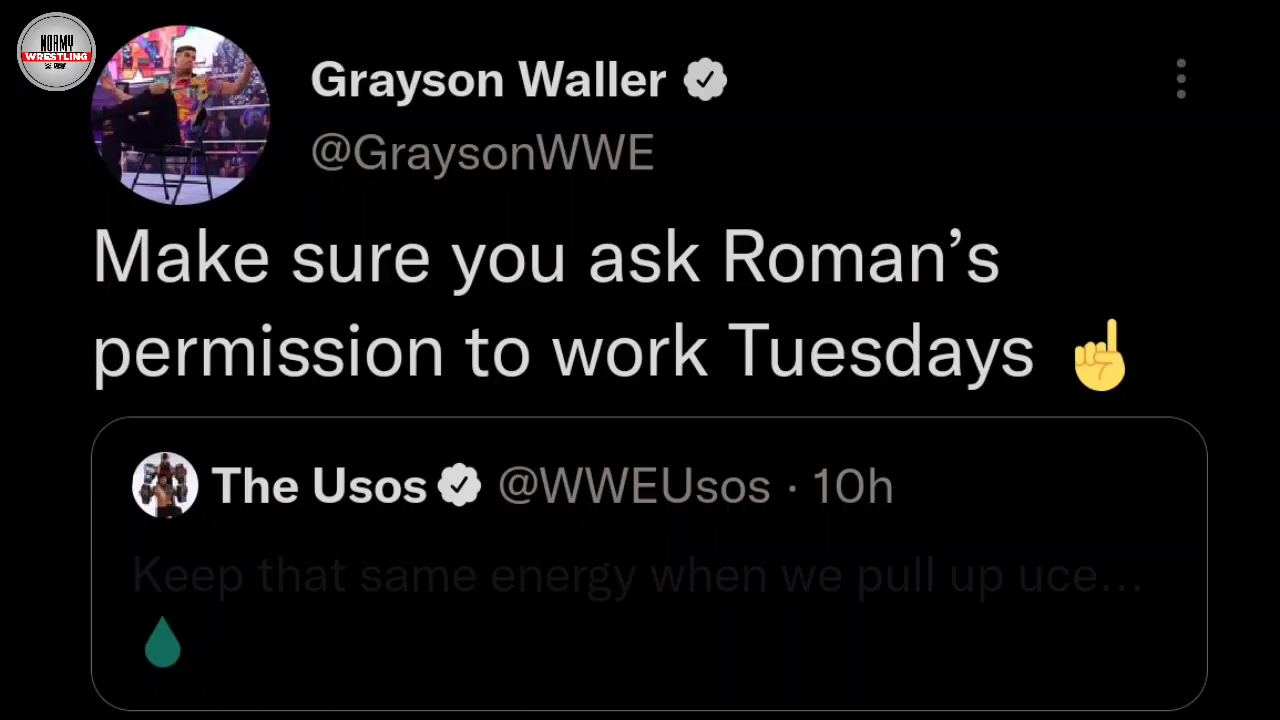 NORMY
WRESTLING
Grayson Waller
@GraysonWWE
Make sure you ask Roman’s
permission to work Tuesdays ☝
The Usos @WWEUsos · 10h
Keep that same energy when we pull up uce...
💧